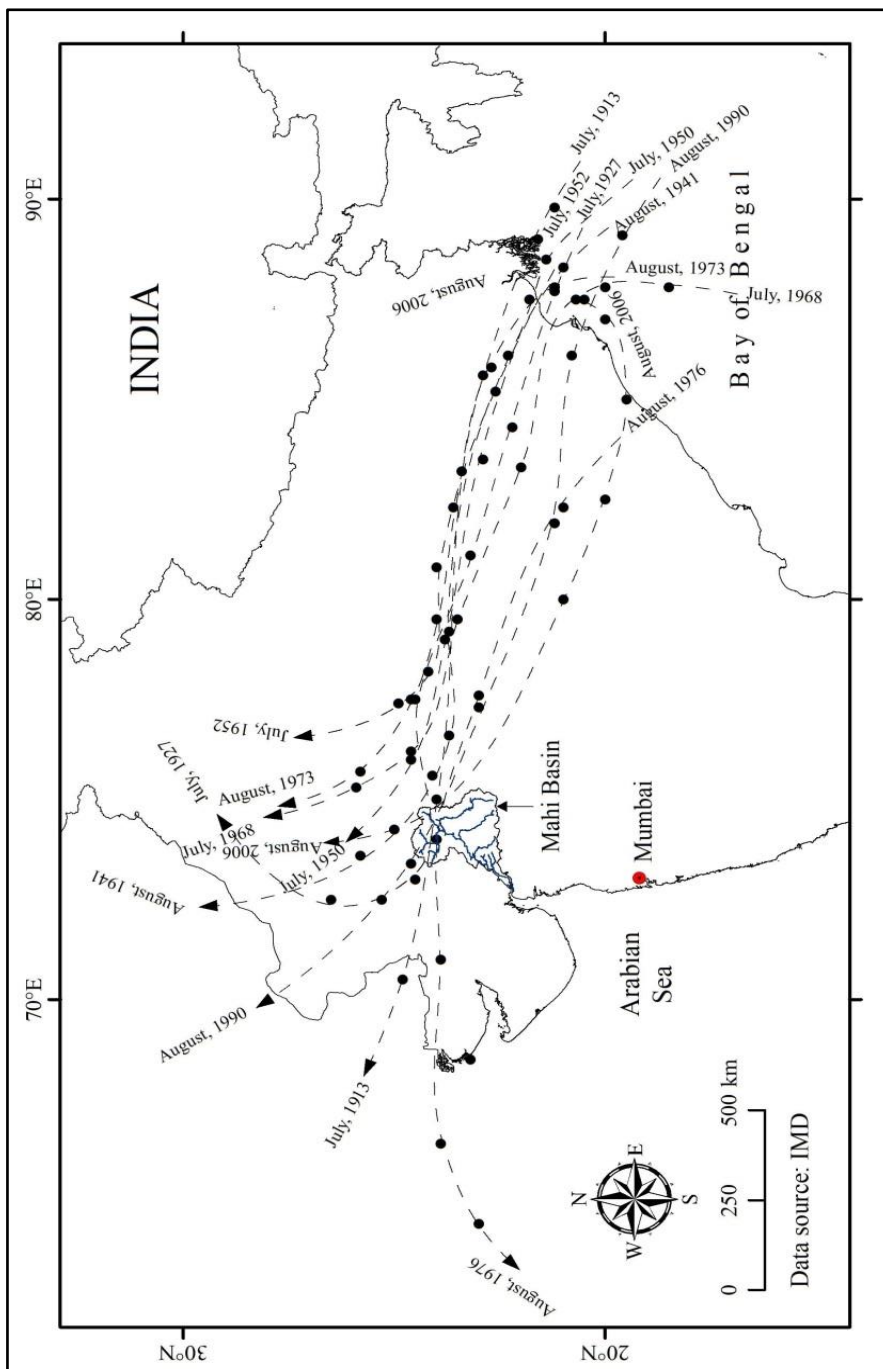 90°E
80°E
70°E
INDIA
30°N
20°N
July, 1913
July, 1952
July, 1950
July, 1927
August, 1990
August, 1941
August, 2006
August, 1973
July, 1968
August, 2006
August, 1976
Bay of Bengal
July, 1952
July, 1927
August, 1973
July, 1968
August, 2006
July, 1950
August, 1941
August, 1990
July, 1913
August, 1976
Mahi Basin
Mumbai
Arabian
Sea
N
E
S
W
0 250 500 km
Data source: IMD